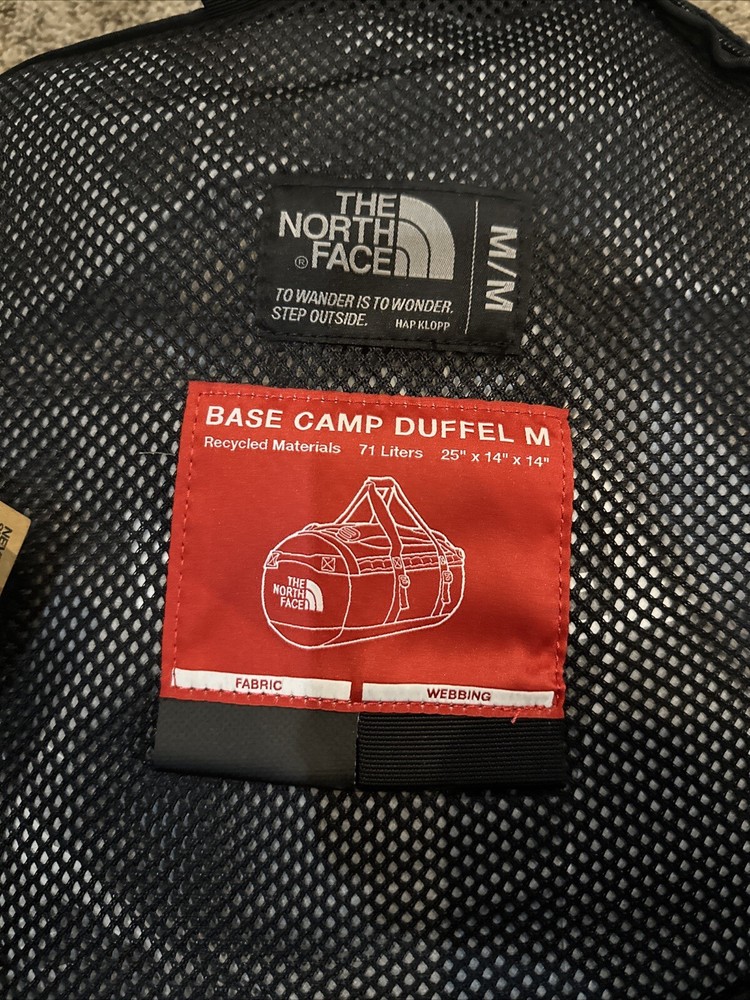 THE
NORTH
FACE
®
M/M
TO WANDER IS TO WONDER.
STEP OUTSIDE. HAP KLOPP
BASE CAMP DUFFEL M
Recycled Materials 71 Liters 25" x 14" x 14"
THE
NORTH
FACE
FABRIC
WEBBING